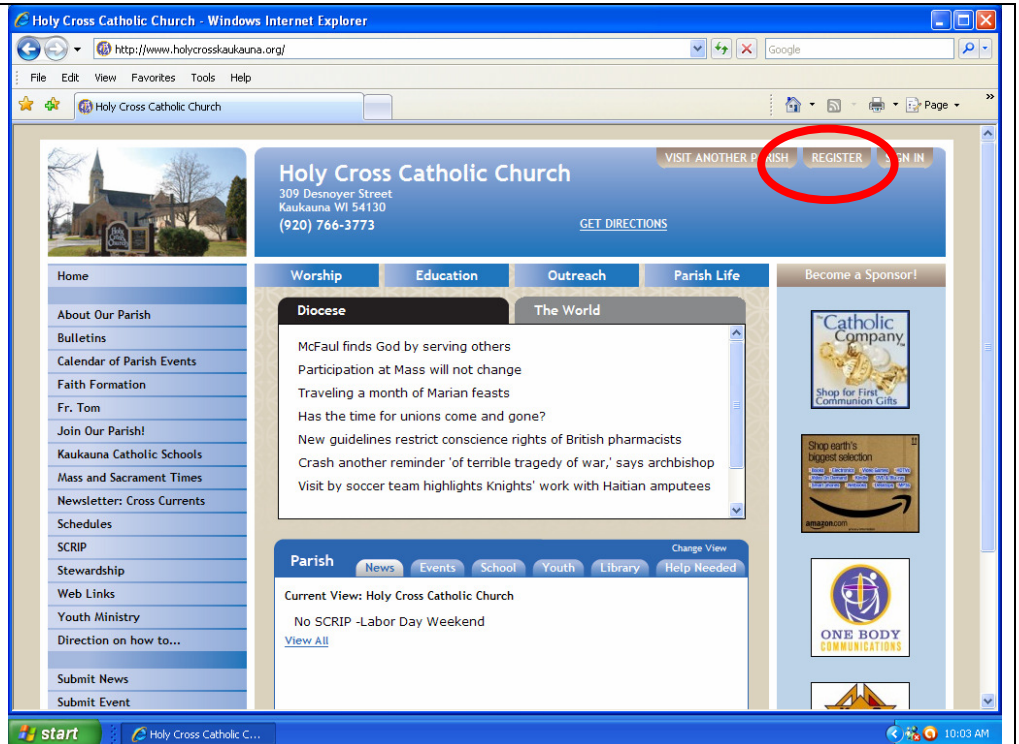 Holy Cross Catholic Church - Windows Internet Explorer
http://www.holycrosskaukauna.org/
Google
File Edit View Favorites Tools Help
Holy Cross Catholic Church
Page
VISIT ANOTHER PARISH REGISTER SIGN IN
Holy Cross Catholic Church
309 Desnoyer Street
Kaukauna WI 54130
(920) 766-3773
GET DIRECTIONS
Holy
Cross
Church
Home
About Our Parish
Bulletins
Calendar of Parish Events
Faith Formation
Fr. Tom
Join Our Parish!
Kaukauna Catholic Schools
Mass and Sacrament Times
Newsletter: Cross Currents
Schedules
SCRIP
Stewardship
Web Links
Youth Ministry
Direction on how to...
Submit News
Submit Event
Worship Education Outreach Parish Life
Diocese The World
McFaul finds God by serving others
Participation at Mass will not change
Traveling a month of Marian feasts
Has the time for unions come and gone?
New guidelines restrict conscience rights of British pharmacists
Crash another reminder 'of terrible tragedy of war,' says archbishop
Visit by soccer team highlights Knights' work with Haitian amputees
Change View
Parish News Events School Youth Library Help Needed
Current View: Holy Cross Catholic Church
No SCRIP -Labor Day Weekend
View All
Become a Sponsor!
The Catholic
Company
Shop for First
Communion Gifts
Shop earth's
biggest selection
amazon.com
ONE BODY
COMMUNICATIONS
start Holy Cross Catholic C... 10:03 AM